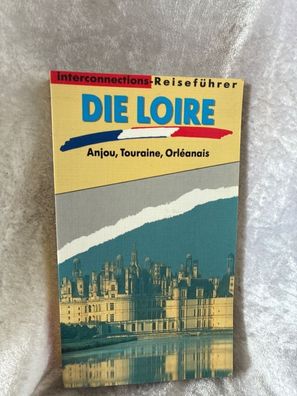 interconnections-Reiseführer
DIE LOIRE
Anjou, Touraine, Orléanais